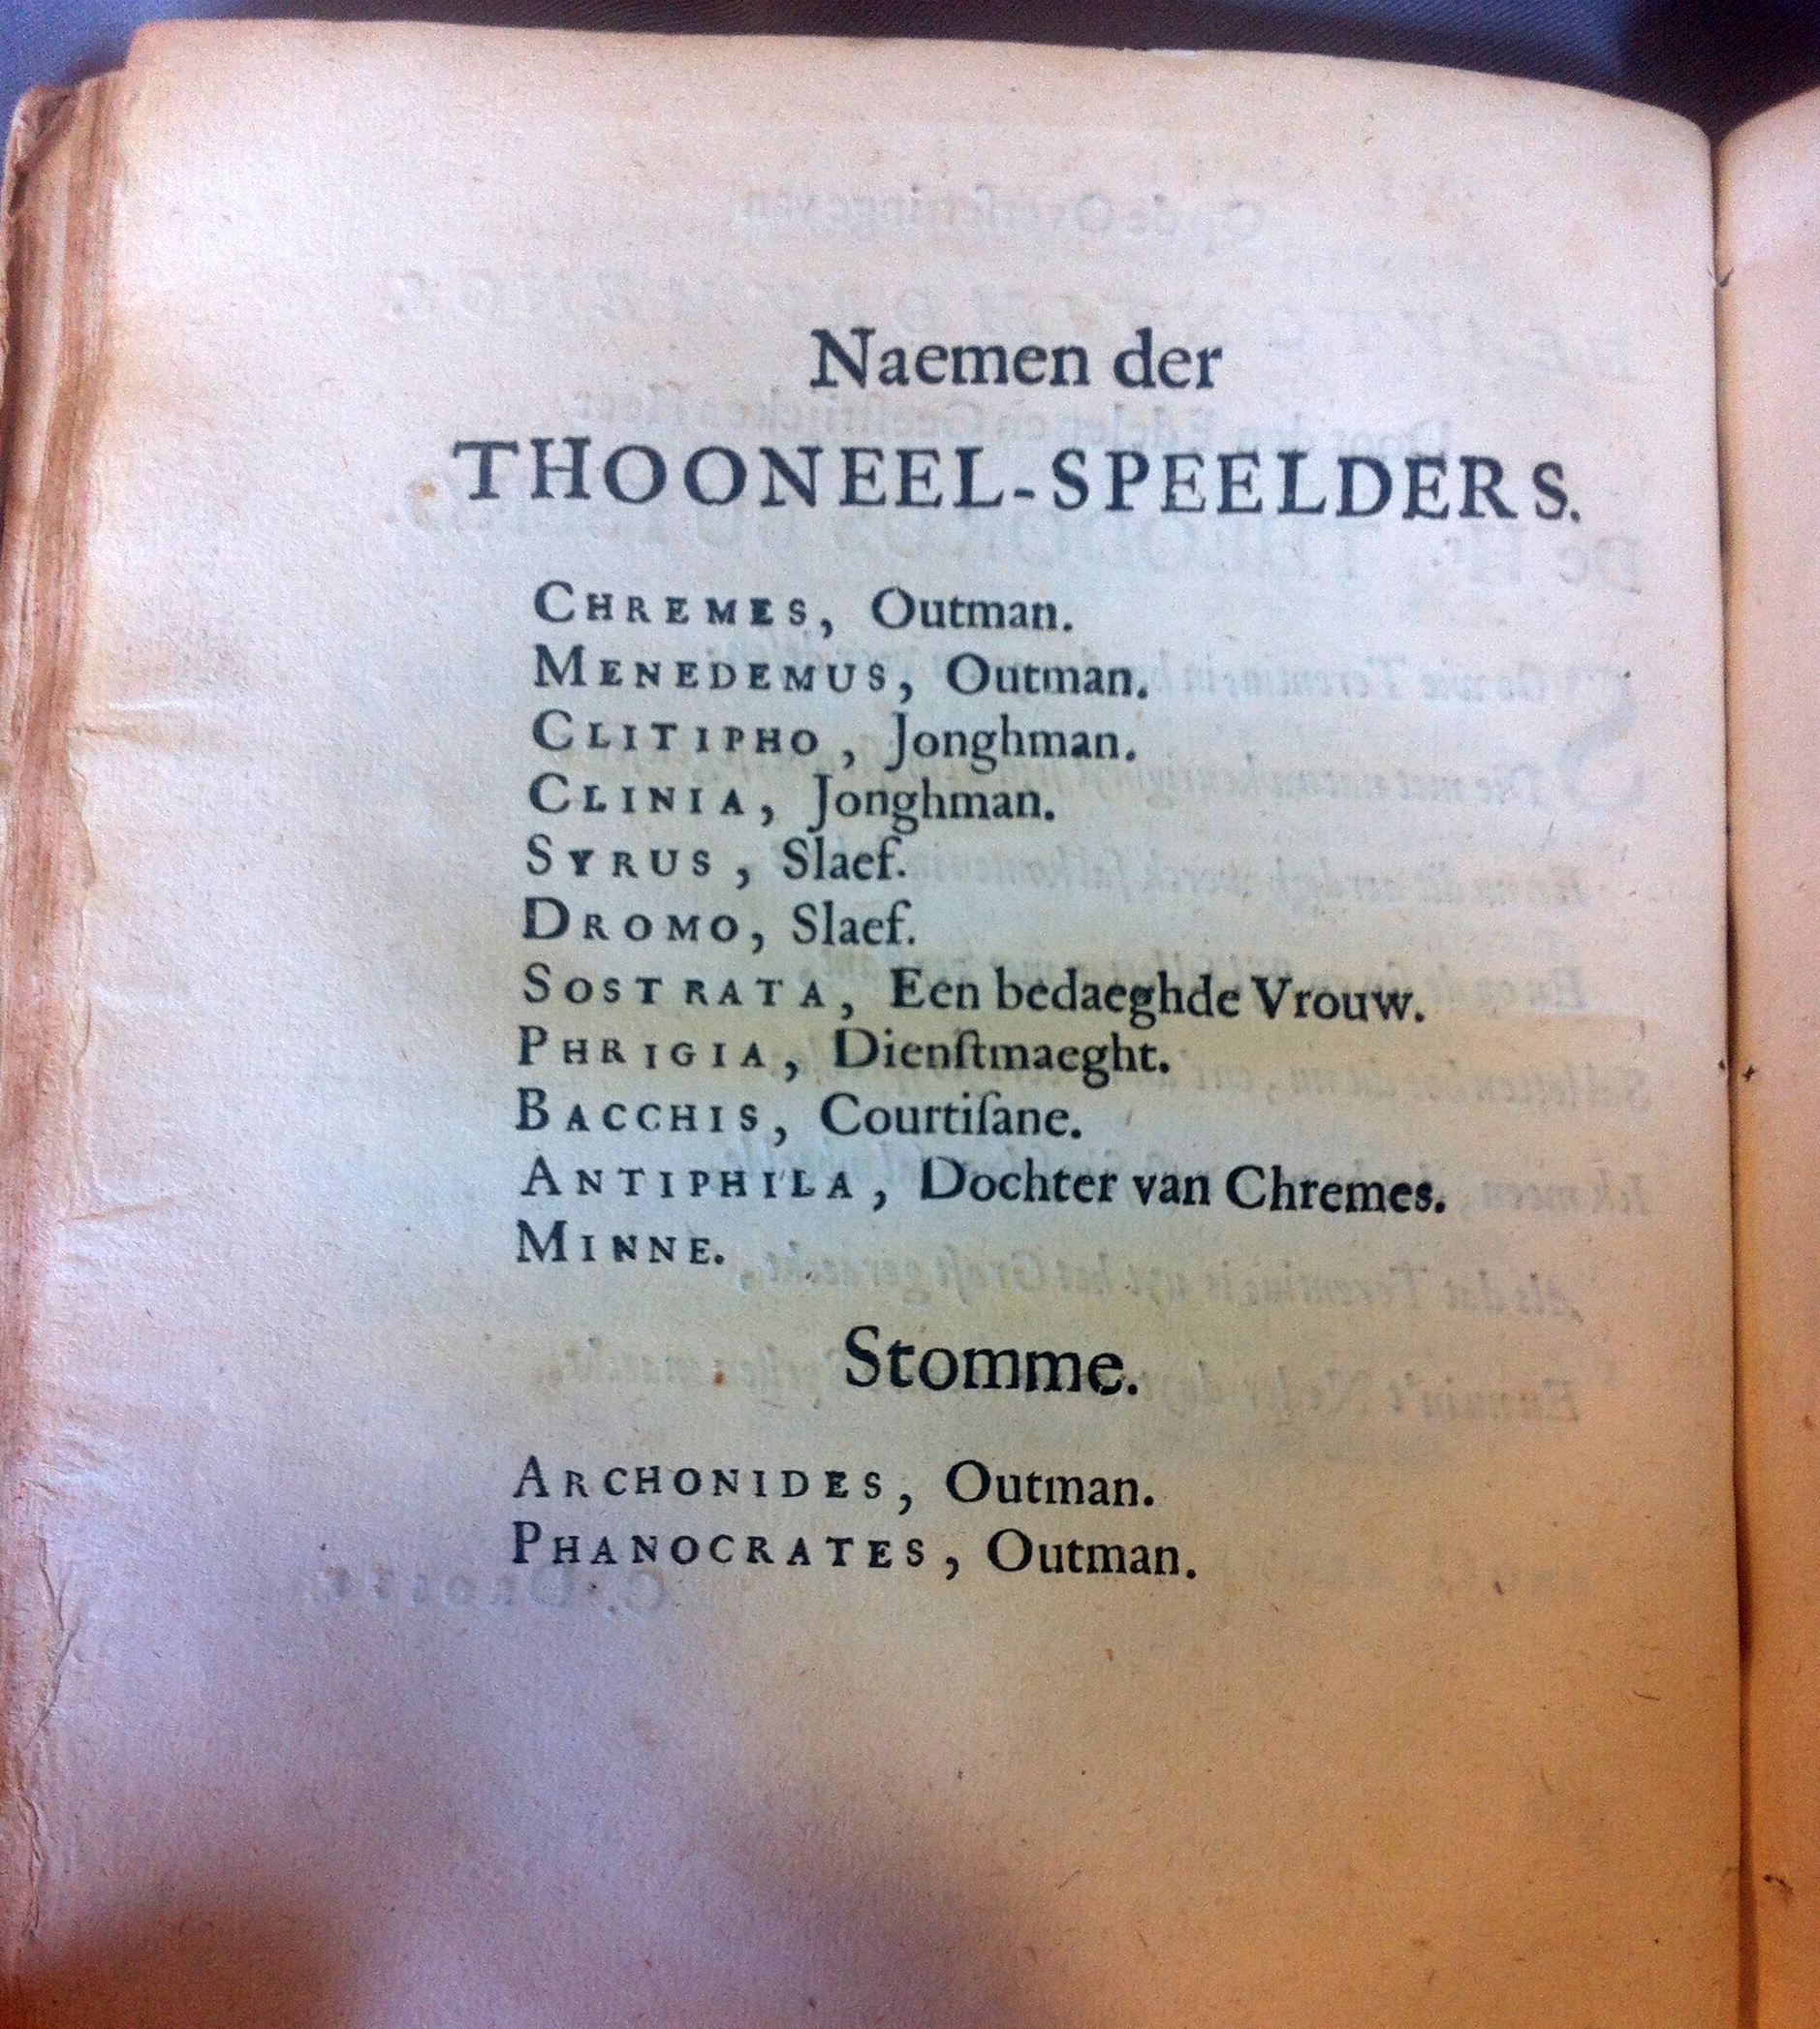 Naemen der
THOONEEL-SPEELDERS.
CHREMES, Outman.
MENEDEMUS, Outman.
CLITIPHO, Jonghman.
CLINIA, Jonghman.
SYRUS, Slaef.
DROMO, Slaef.
SOSTRATA, Een bedaeghde Vrouw.
PHRIGIA, Dienſtmaeght.
BACCHIS, Courtiſane.
ANTIPHILA, Dochter van Chremes.
MINNE.
Stomme.
ARCHONIDES, Outman.
PHANOCRATES, Outman.